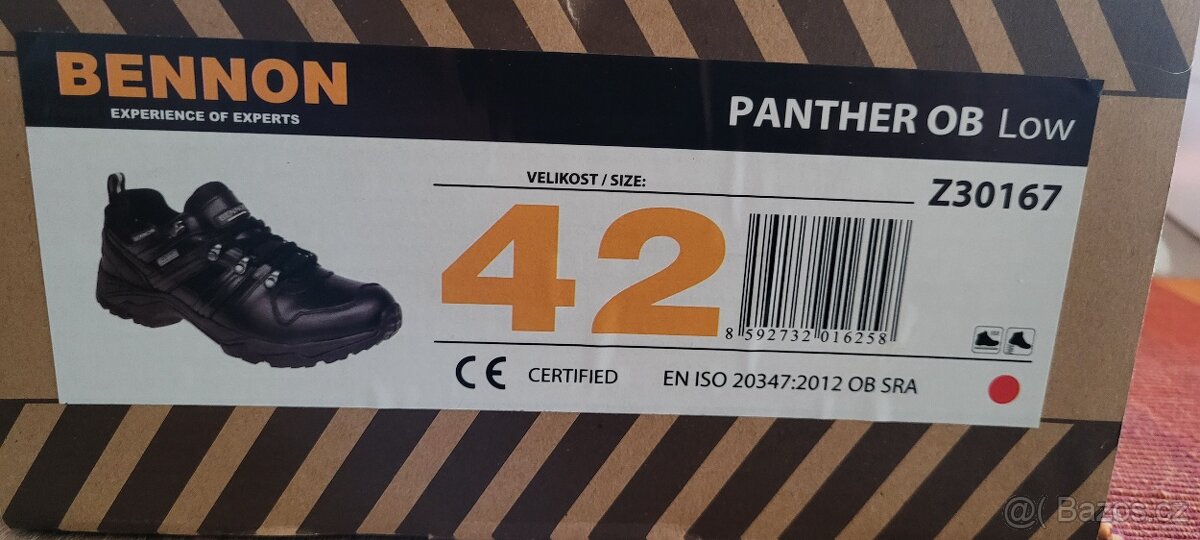 BENNON
EXPERIENCE OF EXPERTS
PANTHER OB Low
VELIKOST / SIZE:
Z30167
42
BENNON
8 592732 016258
CE CERTIFIED EN ISO 20347:2012 OB SRA
@( Bazos.cz